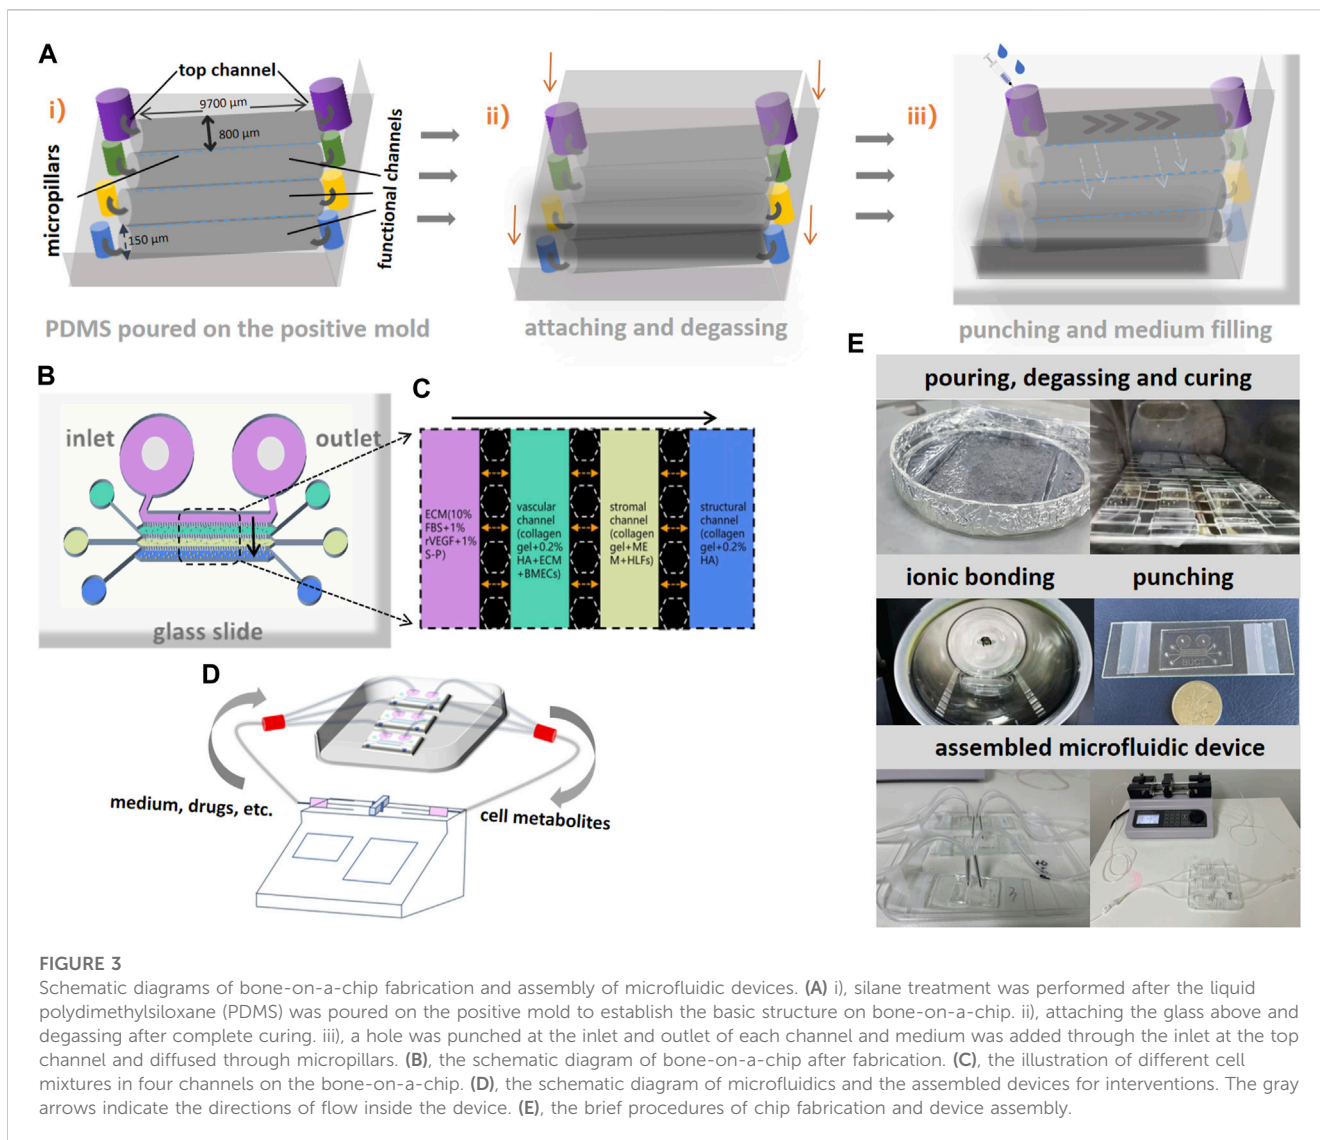 A
top channel
i)
9700 µm
800 µm
micropillars
functional channels
150 µm
PDMS poured on the positive mold
ii)
attaching and degassing
iii)
punching and medium filling
B
inlet
outlet
glass slide
C
ECM(10%
FBS+1%
rVEGF+1%
S-P)
vascular
channel
(collagen
gel+0.2%
HA+ECM
+BMECs)
stromal
channel
(collagen
gel+ME
M+HLFs)
structural
channel
(collagen
gel+0.2%
HA)
D
medium, drugs, etc.
cell metabolites
E
pouring, degassing and curing
ionic bonding
punching
BUCT
assembled microfluidic device
3
FIGURE 3
Schematic diagrams of bone-on-a-chip fabrication and assembly of microfluidic devices. (A) i), silane treatment was performed after the liquid
polydimethylsiloxane (PDMS) was poured on the positive mold to establish the basic structure on bone-on-a-chip. ii), attaching the glass above and
degassing after complete curing. iii), a hole was punched at the inlet and outlet of each channel and medium was added through the inlet at the top
channel and diffused through micropillars. (B), the schematic diagram of bone-on-a-chip after fabrication. (C), the illustration of different cell
mixtures in four channels on the bone-on-a-chip. (D), the schematic diagram of microfluidics and the assembled devices for interventions. The gray
arrows indicate the directions of flow inside the device. (E), the brief procedures of chip fabrication and device assembly.